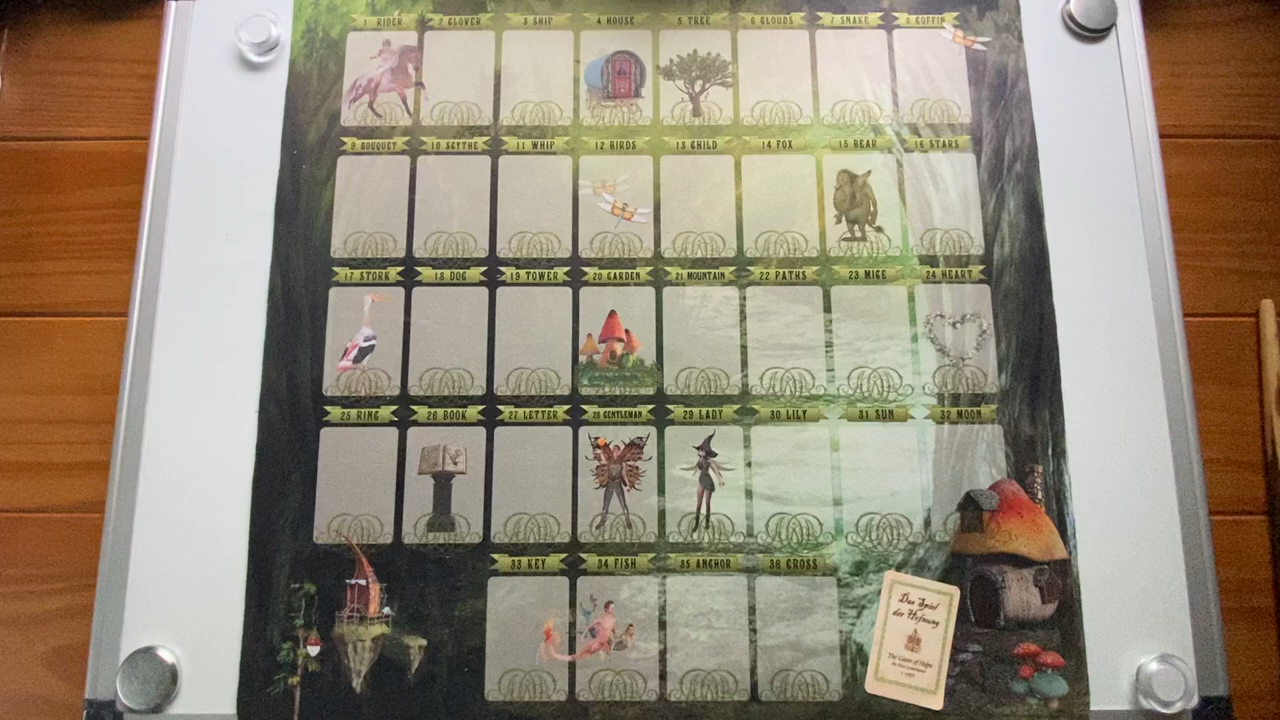 1 RIDER 2 CLOVER 3 SHIP 4 HOUSE 5 TREE 6 CLOUDS 7 SNAKE 8 COFFIN
9 BOUQUET 10 SCYTHE 11 WHIP 12 BIRDS 13 CHILD 14 FOX 15 BEAR 16 STARS
17 STORK 18 DOG 19 TOWER 20 GARDEN 21 MOUNTAIN 22 PATHS 23 MICE 24 HEART
25 RING 26 BOOK 27 LETTER 28 GENTLEMAN 29 LADY 30 LILY 31 SUN 32 MOON
33 KEY 34 FISH 35 ANCHOR 36 CROSS
Das Spiel
der Hofnung
The Game of Hope